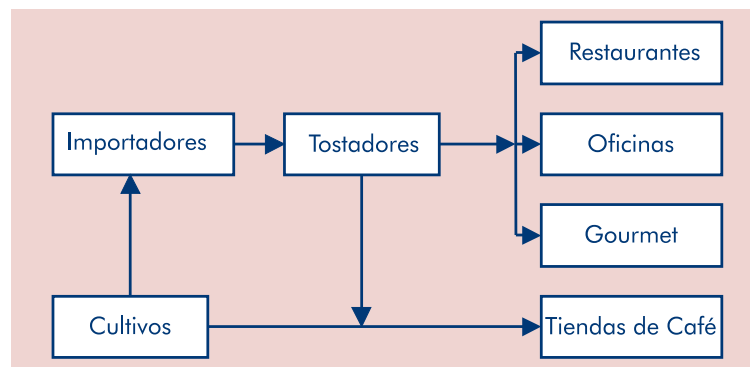 Restaurantes
Importadores
Tostadores
Oficinas
Gourmet
Cultivos
Tiendas de Café